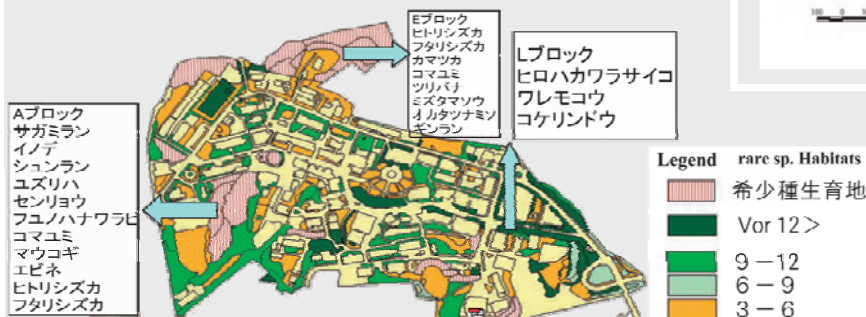 Eブロック
ヒトリシズカ
フタリシズカ
カマツカ
コマユミ
ツリバナ
ミズタマソウ
オカタツナミソ
ギンラン
Lブロック
ヒロハカワラサイコ
ワレモコウ
コケリンドウ
Aブロック
サガミラン
イノデ
シュンラン
ユズリハ
センリョウ
フユノハナワラビ
コマユミ
マウコギ
エビネ
ヒトリシズカ
フタリシズカ
Legend rare sp. Habitats
希少種生育地
Vor 12>
9－12
6－9
3－6